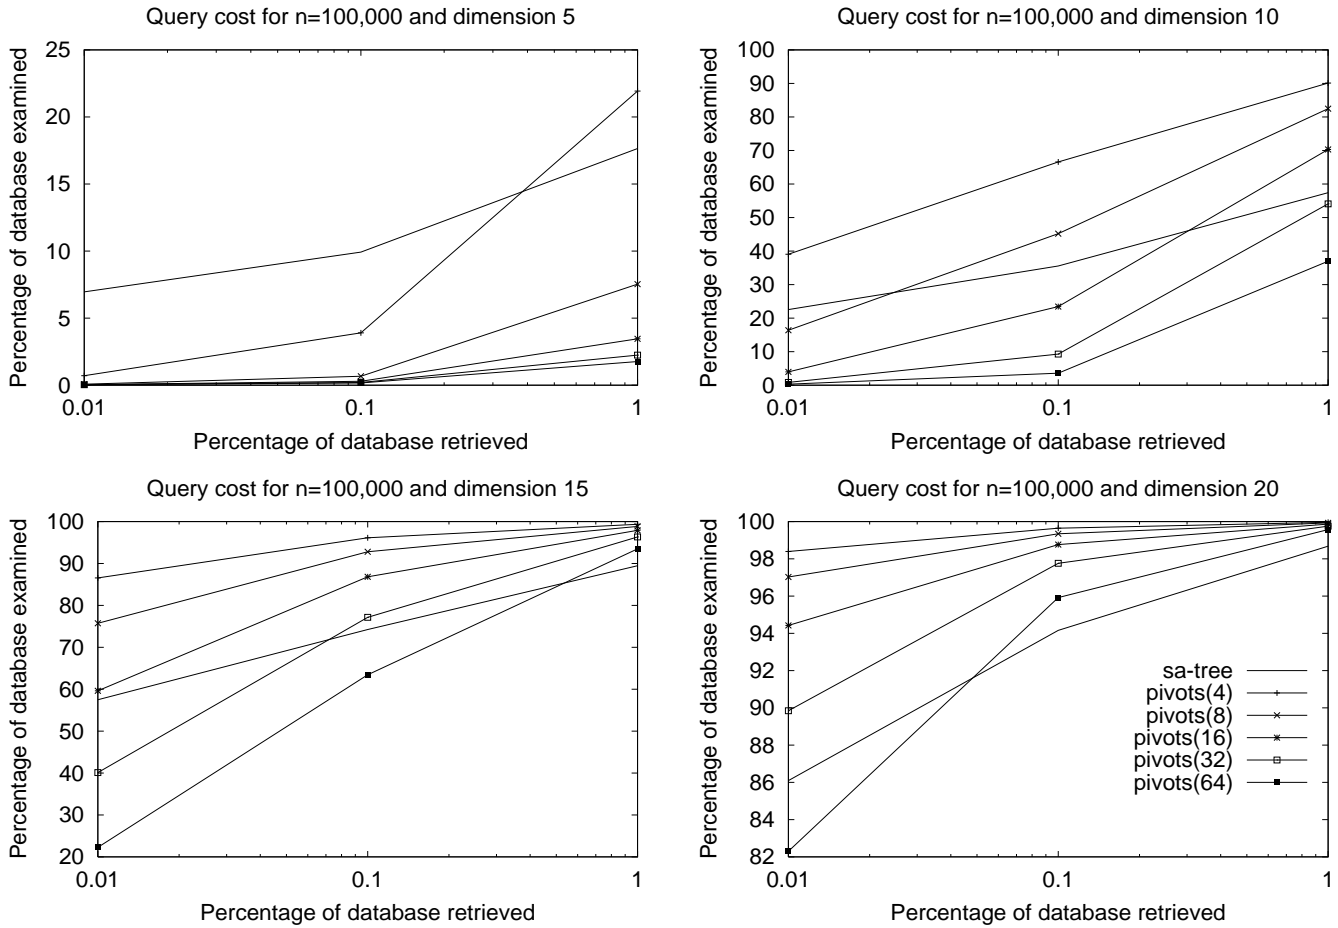 Query cost for n=100,000 and dimension 5
Percentage of database examined
25
20
15
10
5
0
0.01
0.1
1
Percentage of database retrieved
Query cost for n=100,000 and dimension 10
Percentage of database examined
100
90
80
70
60
50
40
30
20
10
0
0.01
0.1
1
Percentage of database retrieved
Query cost for n=100,000 and dimension 15
Percentage of database examined
100
90
80
70
60
50
40
30
20
0.01
0.1
1
Percentage of database retrieved
Query cost for n=100,000 and dimension 20
Percentage of database examined
100
98
96
94
92
90
88
86
84
82
0.01
0.1
1
Percentage of database retrieved
sa-tree
pivots(4)
pivots(8)
pivots(16)
pivots(32)
pivots(64)